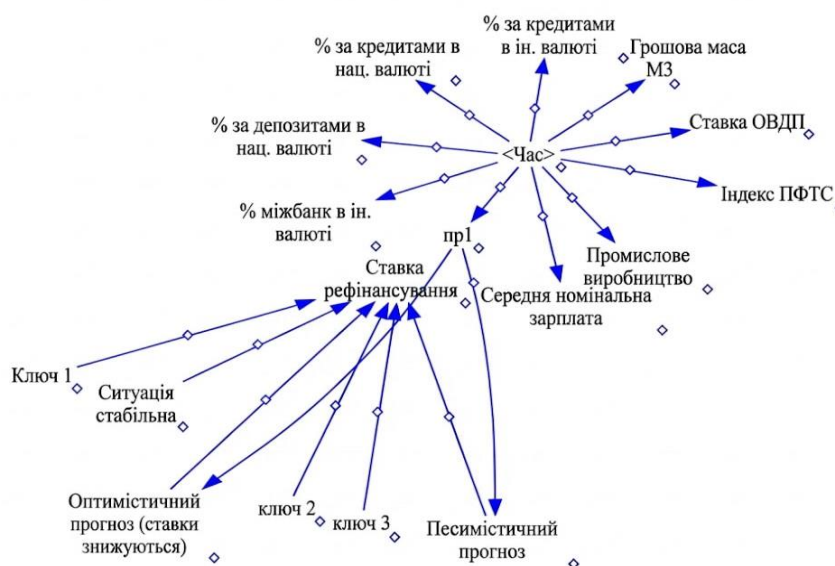 % за кредитами в
нац. валюті
% за кредитами
в ін. валюті
Грошова маса
М3
% за депозитами в
нац. валюті
<Час>
Ставка ОВДП
% міжбанк в ін.
валюті
Індекс ПФТС
пр1
Промислове
виробництво
Ставка
рефінансування
Середня номінальна
зарплата
Ключ 1
Ситуація
стабільна
Оптимістичний
прогноз (ставки
знижуються)
ключ 2
ключ 3
Песимістичний
прогноз